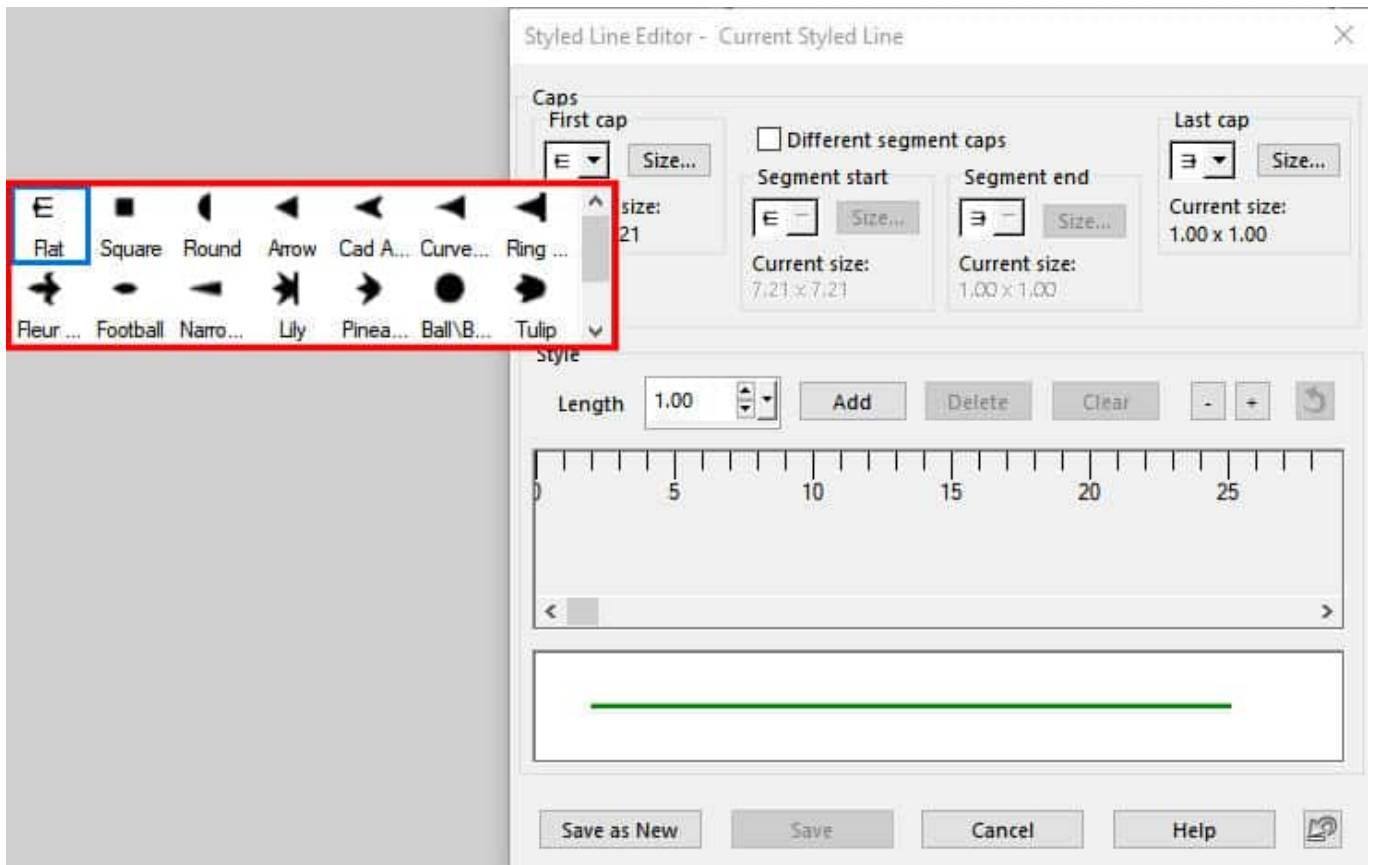 Styled Line Editor - Current Styled Line
Caps
First cap
Size...
size:
21
Different segment caps
Segment start
Size...
Current size:
7.21 x 7.21
Segment end
Size...
Current size:
1.00 x 1.00
Last cap
Size...
Current size:
1.00 x 1.00
Flat Square Round Arrow Cad A... Curve... Ring ...
Fleur ... Football Narro... Lily Pinea... Ball\B... Tulip
Style
Length 1.00 Add Delete Clear - +
0 5 10 15 20 25
Save as New Save Cancel Help